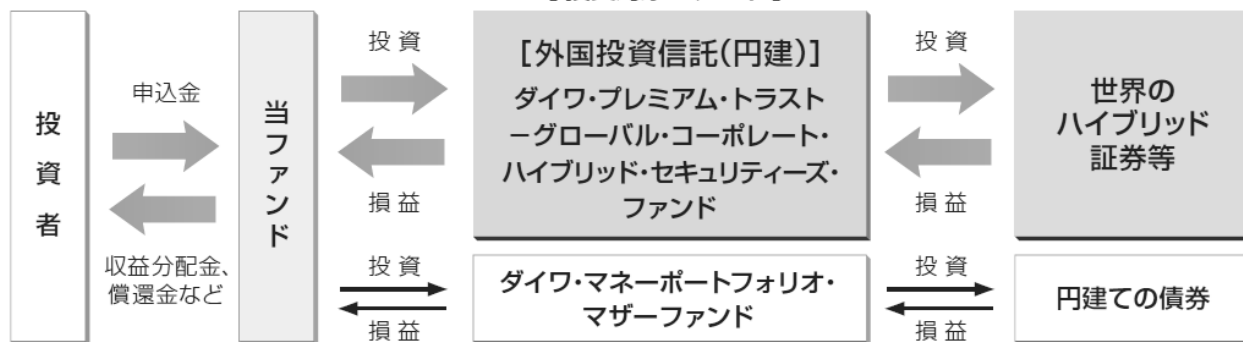 投資者
申込金
収益分配金、
償還金など
当ファンド
投 資
損 益
[外国投資信託(円建)]
ダイワ・プレミアム・トラスト
－グローバル・コーポレート・
ハイブリッド・セキュリティーズ・
ファンド
投 資
損 益
世界の
ハイブリッド
証券等
投 資
損 益
ダイワ・マネーポートフォリオ・
マザーファンド
投 資
損 益
円建ての債券